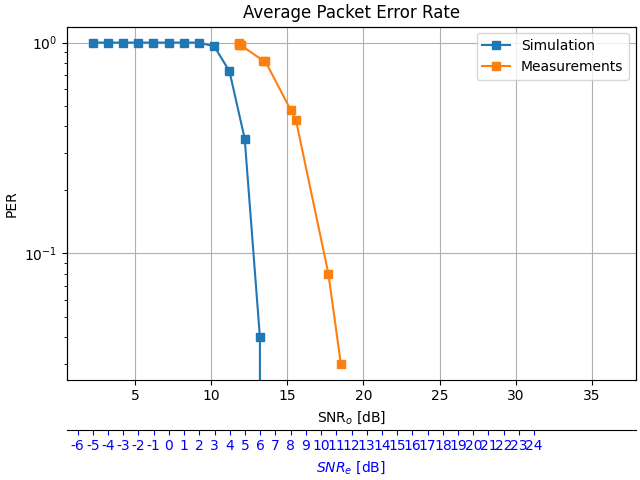 Average Packet Error Rate
Simulation
Measurements
10⁰
10⁻¹
PER
5 10 15 20 25 30 35
SNRₒ [dB]
-6 -5 -4 -3 -2 -1 0 1 2 3 4 5 6 7 8 9 10 11 12 13 14 15 16 17 18 19 20 21 22 23 24
SNRₑ [dB]